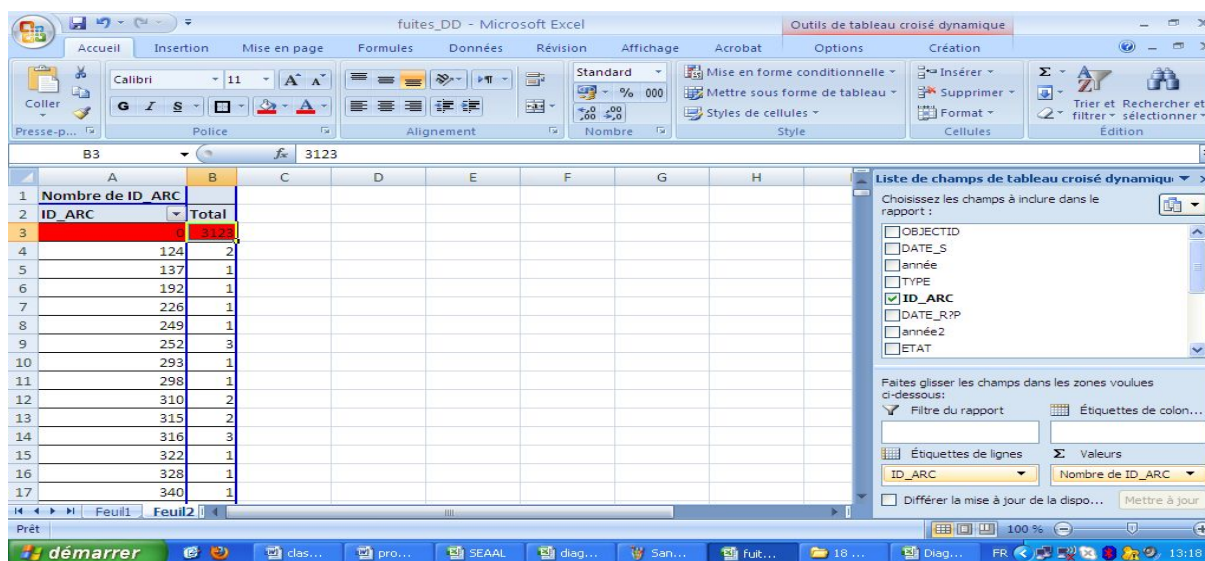 fuites_DD - Microsoft Excel
Outils de tableau croisé dynamique
Accueil Insertion Mise en page Formules Données Révision Affichage Acrobat Options Création
Coller
Calibri 11
G I S
Standard
% 000
Mise en forme conditionnelle
Mettre sous forme de tableau
Styles de cellules
Insérer
Supprimer
Format
Trier et filtrer
Rechercher et sélectionner
Presse-p... Police Alignement Nombre Style Cellules Édition
B3 fx 3123
A B C D E F G H
1 Nombre de ID_ARC
2 ID_ARC Total
3 0 3123
4 124 2
5 137 1
6 192 1
7 226 1
8 249 1
9 252 3
10 293 1
11 298 1
12 310 2
13 315 2
14 316 3
15 322 1
16 328 1
17 340 1
Feuil1 Feuil2
Liste de champs de tableau croisé dynamiqu
Choisissez les champs à inclure dans le
rapport :
OBJECTID
DATE_S
année
TYPE
ID_ARC
DATE_R?P
année2
ETAT
Faites glisser les champs dans les zones voulues
ci-dessous:
Filtre du rapport Étiquettes de colon...
Étiquettes de lignes Σ Valeurs
ID_ARC Nombre de ID_ARC
Différer la mise à jour de la dispo... Mettre à jour
Prêt 100 %
démarrer clas... pro... SEAAL diag... San... fuit... 18 ... Diag... FR 13:18